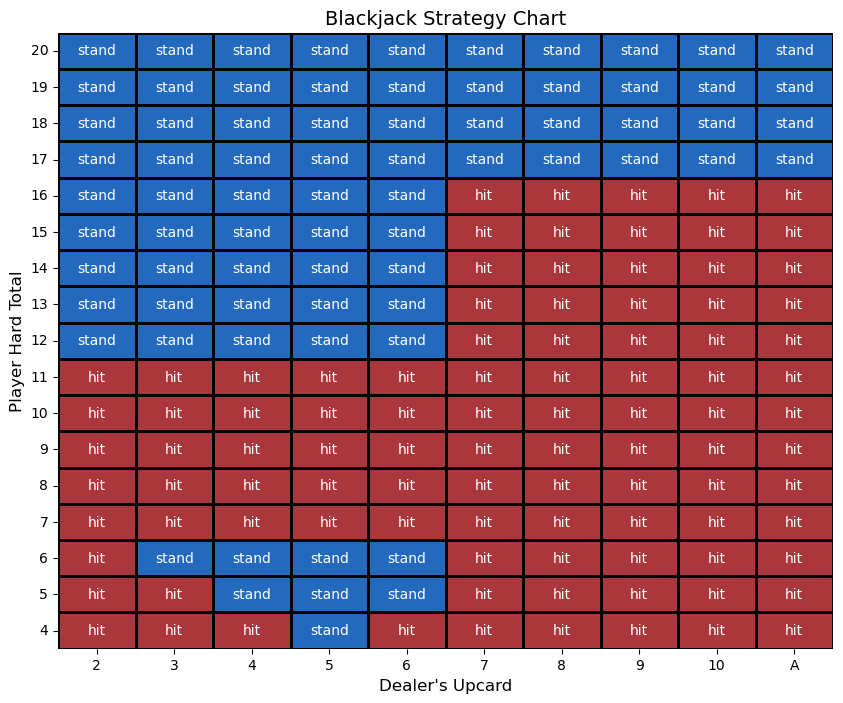 Blackjack Strategy Chart
Player Hard Total
20 stand stand stand stand stand stand stand stand stand stand
19 stand stand stand stand stand stand stand stand stand stand
18 stand stand stand stand stand stand stand stand stand stand
17 stand stand stand stand stand stand stand stand stand stand
16 stand stand stand stand stand hit hit hit hit hit
15 stand stand stand stand stand hit hit hit hit hit
14 stand stand stand stand stand hit hit hit hit hit
13 stand stand stand stand stand hit hit hit hit hit
12 stand stand stand stand stand hit hit hit hit hit
11 hit hit hit hit hit hit hit hit hit hit
10 hit hit hit hit hit hit hit hit hit hit
9 hit hit hit hit hit hit hit hit hit hit
8 hit hit hit hit hit hit hit hit hit hit
7 hit hit hit hit hit hit hit hit hit hit
6 hit stand stand stand stand hit hit hit hit hit
5 hit hit stand stand stand hit hit hit hit hit
4 hit hit hit stand hit hit hit hit hit hit
2 3 4 5 6 7 8 9 10 A
Dealer's Upcard